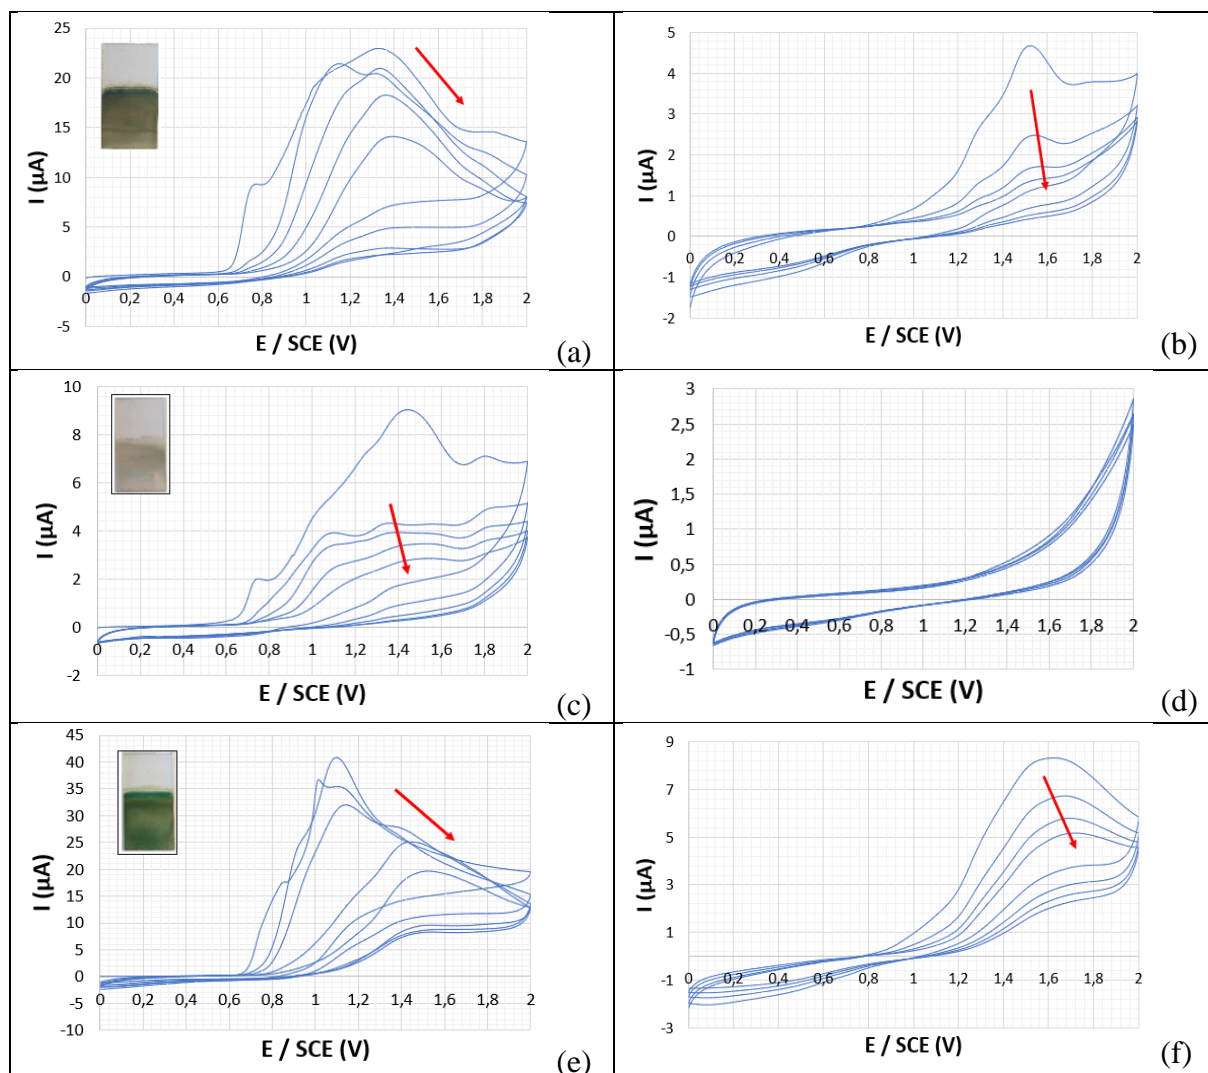 25
20
15
10
5
0
-5
I (µA)
0 0,2 0,4 0,6 0,8 1 1,2 1,4 1,6 1,8 2
E / SCE (V)
(a)
5
4
3
2
1
0
-1
-2
I (µA)
0 0,2 0,4 0,6 0,8 1 1,2 1,4 1,6 1,8 2
E / SCE (V)
(b)
10
8
6
4
2
0
-2
I (µA)
0 0,2 0,4 0,6 0,8 1 1,2 1,4 1,6 1,8 2
E / SCE (V)
(c)
3
2,5
2
1,5
1
0,5
0
-0,5
-1
I (µA)
0 0,2 0,4 0,6 0,8 1 1,2 1,4 1,6 1,8 2
E / SCE (V)
(d)
45
40
35
30
25
20
15
10
5
0
-5
-10
I (µA)
0 0,2 0,4 0,6 0,8 1 1,2 1,4 1,6 1,8 2
E / SCE (V)
(e)
9
7
5
3
1
-1
-3
I (µA)
0 0,2 0,4 0,6 0,8 1 1,2 1,4 1,6 1,8 2
E / SCE (V)
(f)